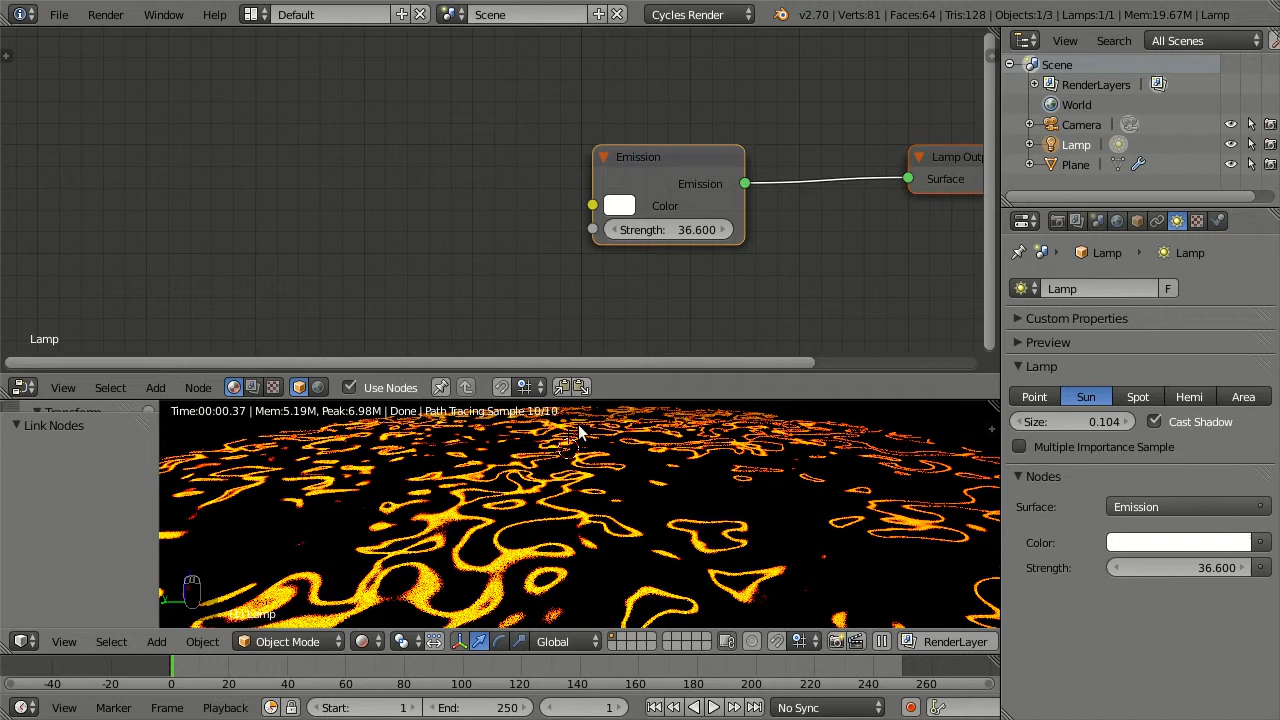 File Render Window Help Default Scene Cycles Render v2.70 | Verts:81 | Faces:64 | Tris:128 | Objects:1/3 | Lamps:1/1 | Mem:19.67M | Lamp
View Search All Scenes
Scene
RenderLayers
World
Camera
Lamp
Plane
Emission
Emission
Color
Strength: 36.600
Lamp Outp
Surface
Lamp
View Select Add Node Use Nodes
Lamp Lamp
Lamp F
Custom Properties
Preview
Lamp
Point Sun Spot Hemi Area
Size: 0.104 Cast Shadow
Multiple Importance Sample
Nodes
Surface: Emission
Color:
Strength: 36.600
Transform
Link Nodes
Time:00:00.37 | Mem:5.19M, Peak:6.98M | Done | Path Tracing Sample 10/10
(1) Lamp
View Select Add Object Object Mode Global RenderLayer
-40 -20 0 20 40 60 80 100 120 140 160 180 200 220 240 260
View Marker Frame Playback Start: 1 End: 250 1 No Sync